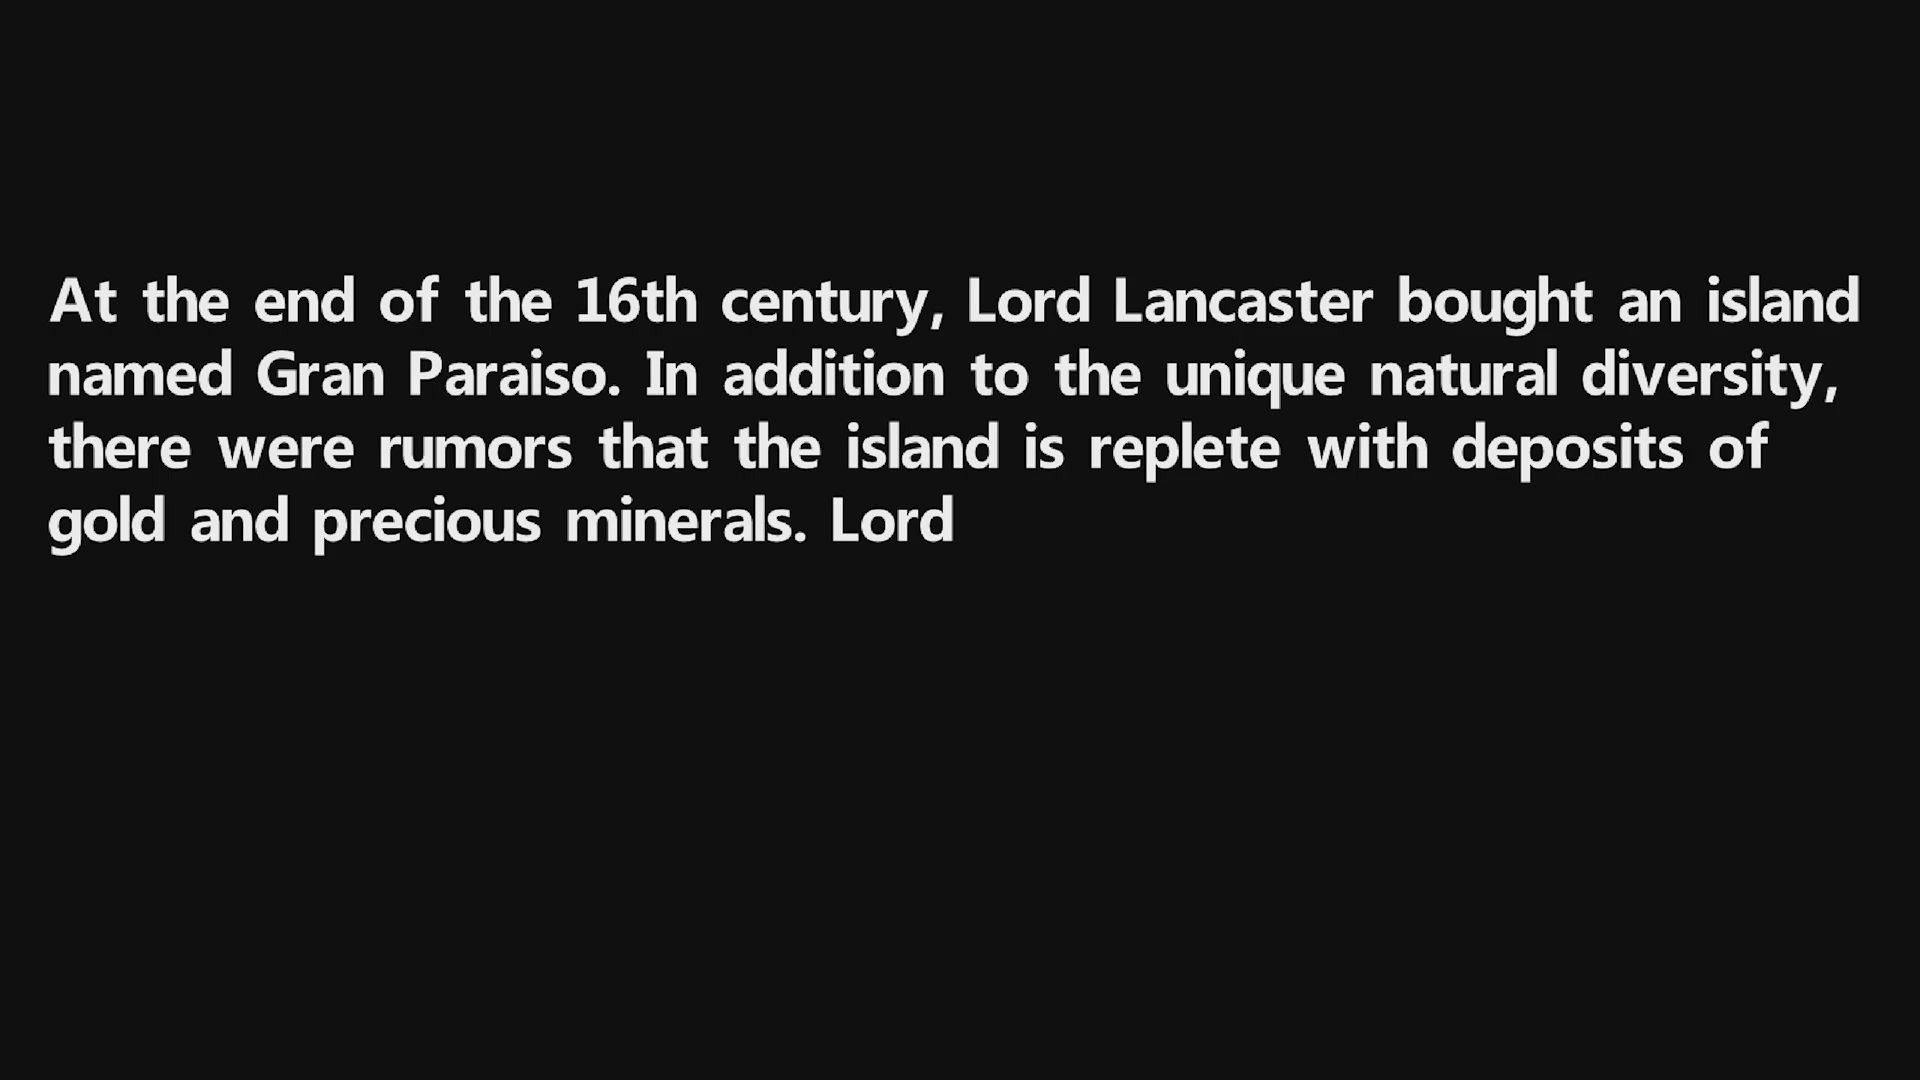 At the end of the 16th century, Lord Lancaster bought an island
named Gran Paraiso. In addition to the unique natural diversity,
there were rumors that the island is replete with deposits of
gold and precious minerals. Lord